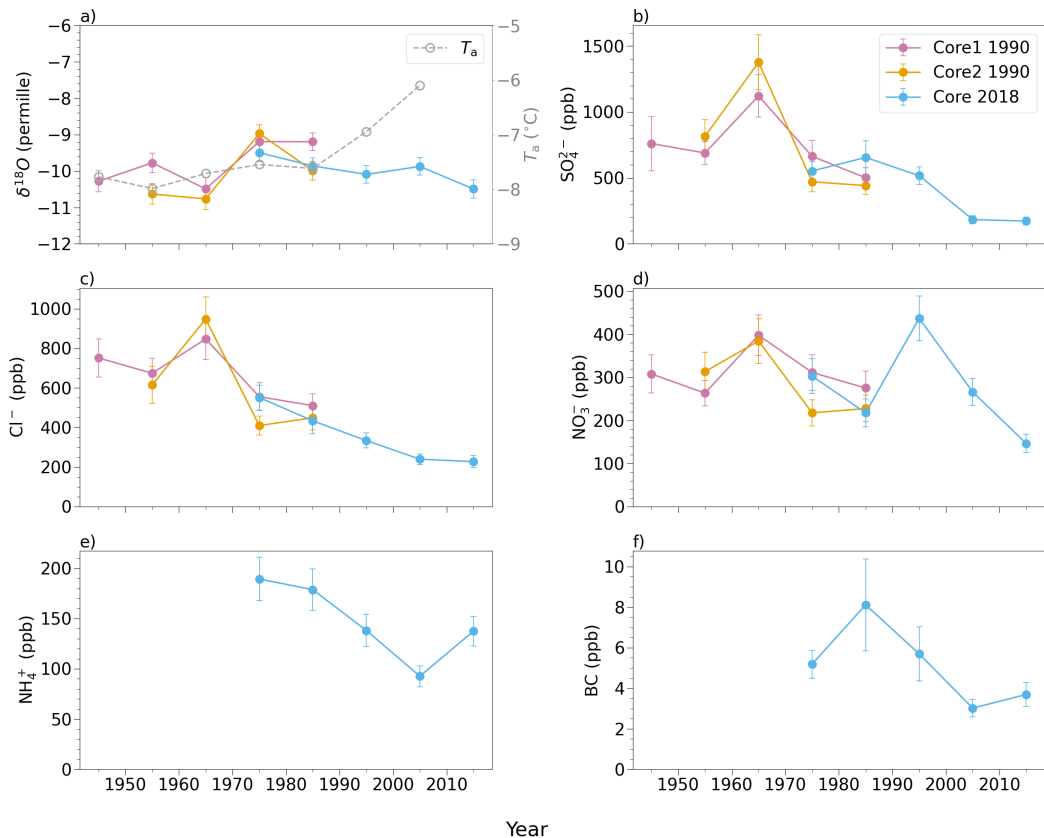 a)
δ¹⁸O (permille)
−6
−7
−8
−9
−10
−11
−12
Tₐ
−5
−6
−7
−8
−9
Tₐ (°C)
b)
SO₄²⁻ (ppb)
1500
1000
500
0
Core1 1990
Core2 1990
Core 2018
c)
Cl⁻ (ppb)
1000
800
600
400
200
0
d)
NO₃⁻ (ppb)
500
400
300
200
100
0
e)
NH₄⁺ (ppb)
200
150
100
50
0
1950 1960 1970 1980 1990 2000 2010
f)
BC (ppb)
10
8
6
4
2
0
1950 1960 1970 1980 1990 2000 2010
Year